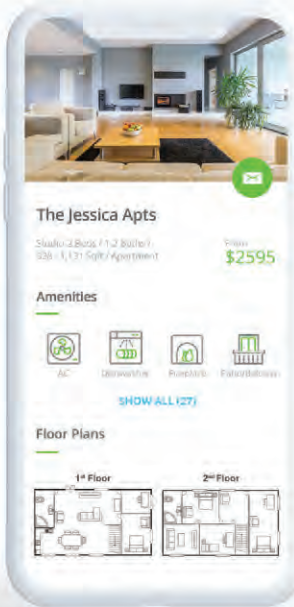 The Jessica Apts
From
$2595
Amenities
AC
Dishwasher
Fireplace
SHOW ALL (27)
Floor Plans
1st Floor
2nd Floor